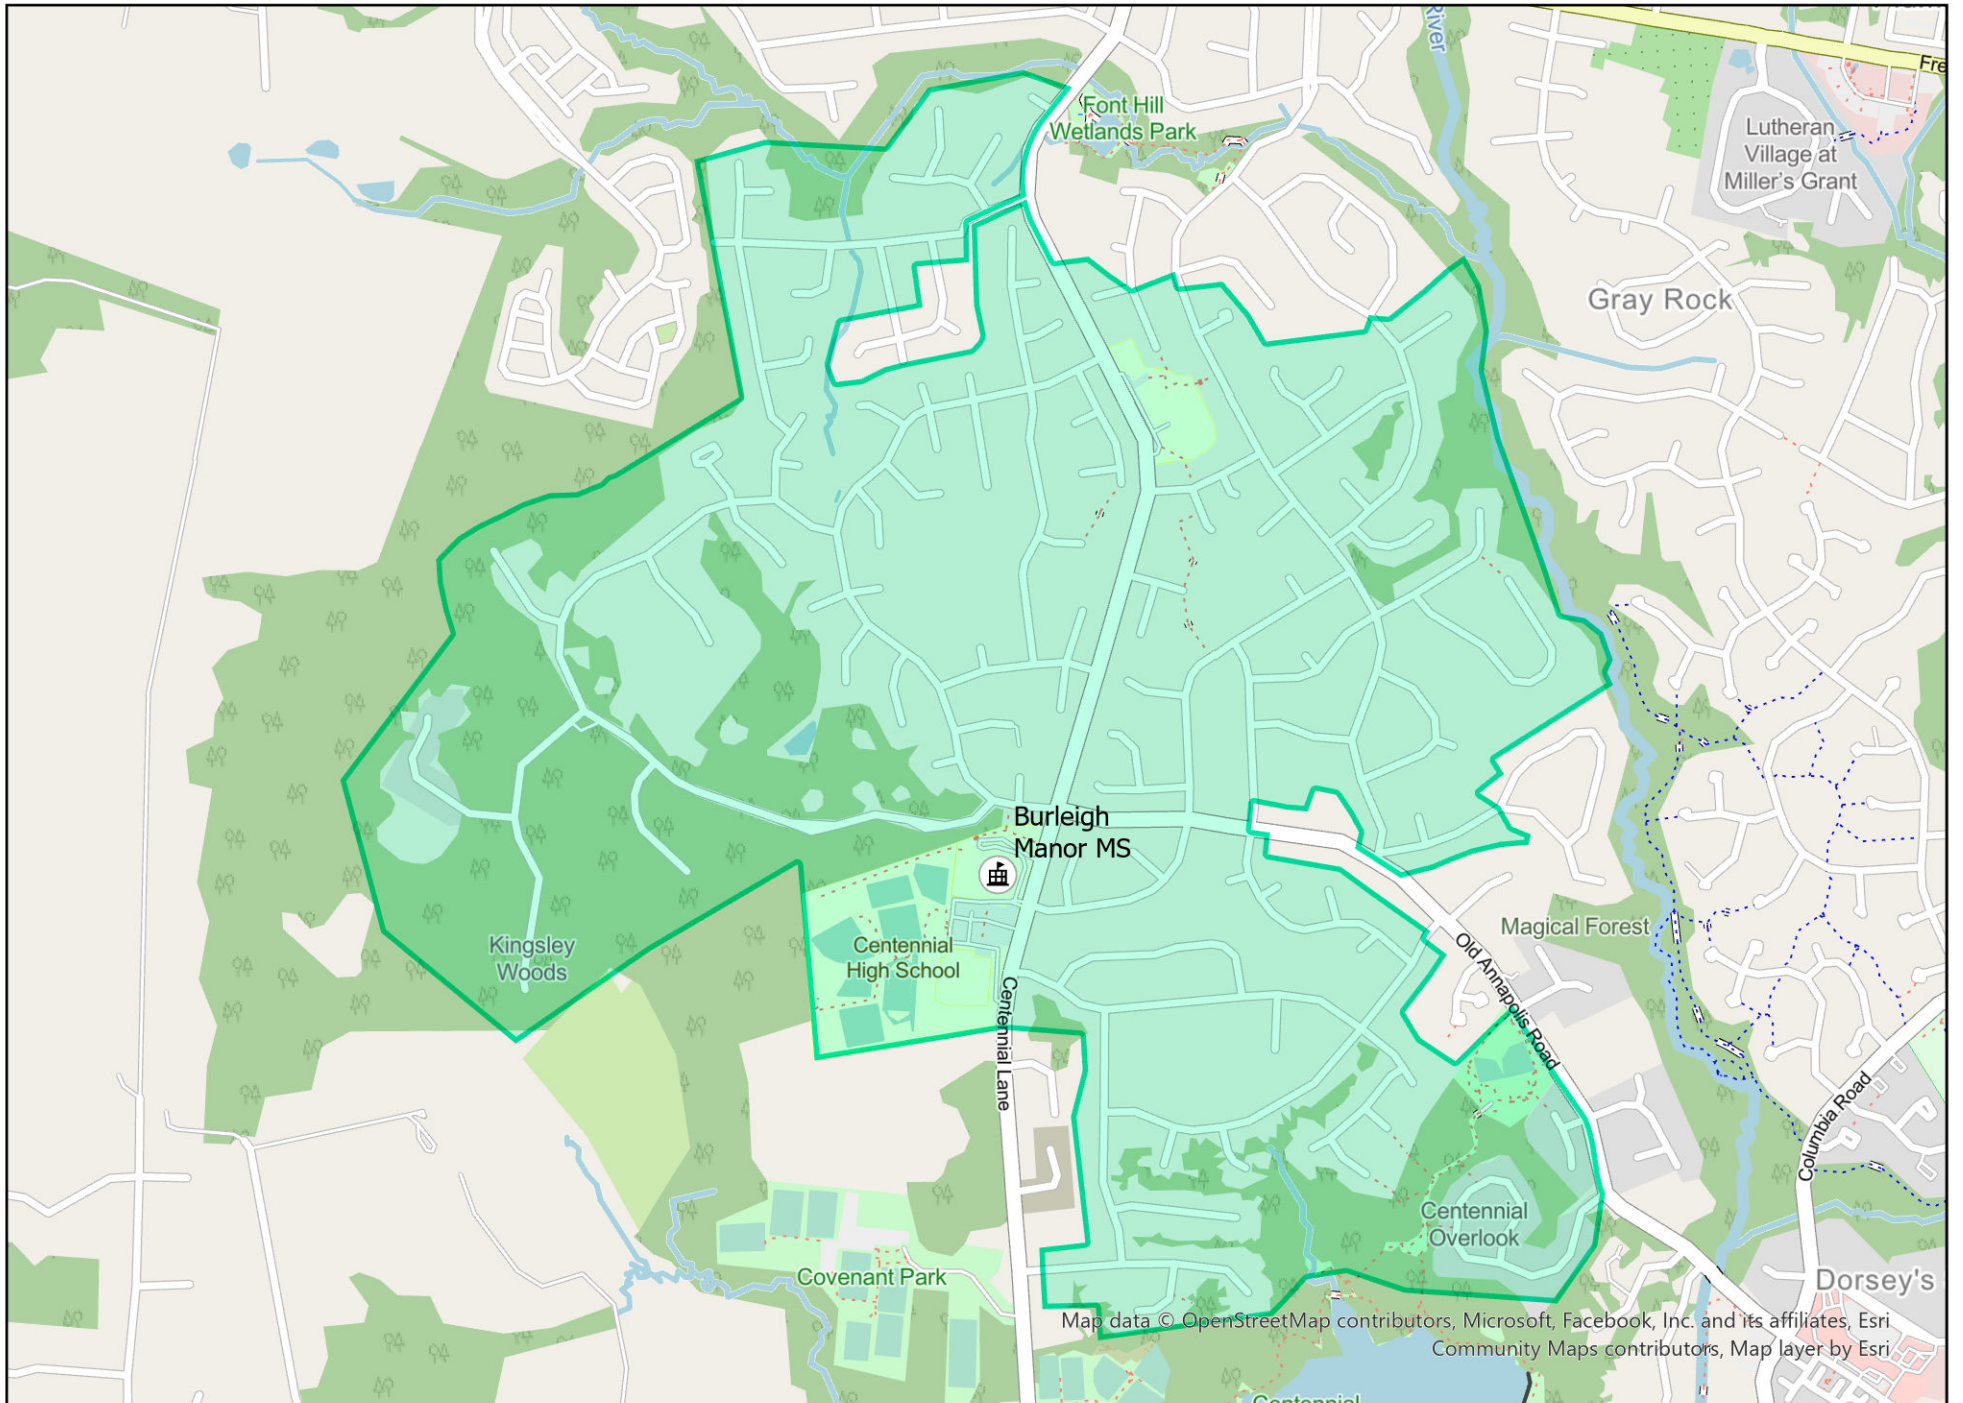 River
Fre
Font Hill
Wetlands Park
Lutheran
Village at
Miller's Grant
Gray Rock
Burleigh
Manor MS
Magical Forest
Kingsley
Woods
Centennial
High School
Old Annapolis Road
Centennial Lane
Columbia Road
Centennial
Overlook
Covenant Park
Dorsey's
Map data © OpenStreetMap contributors, Microsoft, Facebook, Inc. and its affiliates, Esri
Community Maps contributors, Map layer by Esri
Centennial